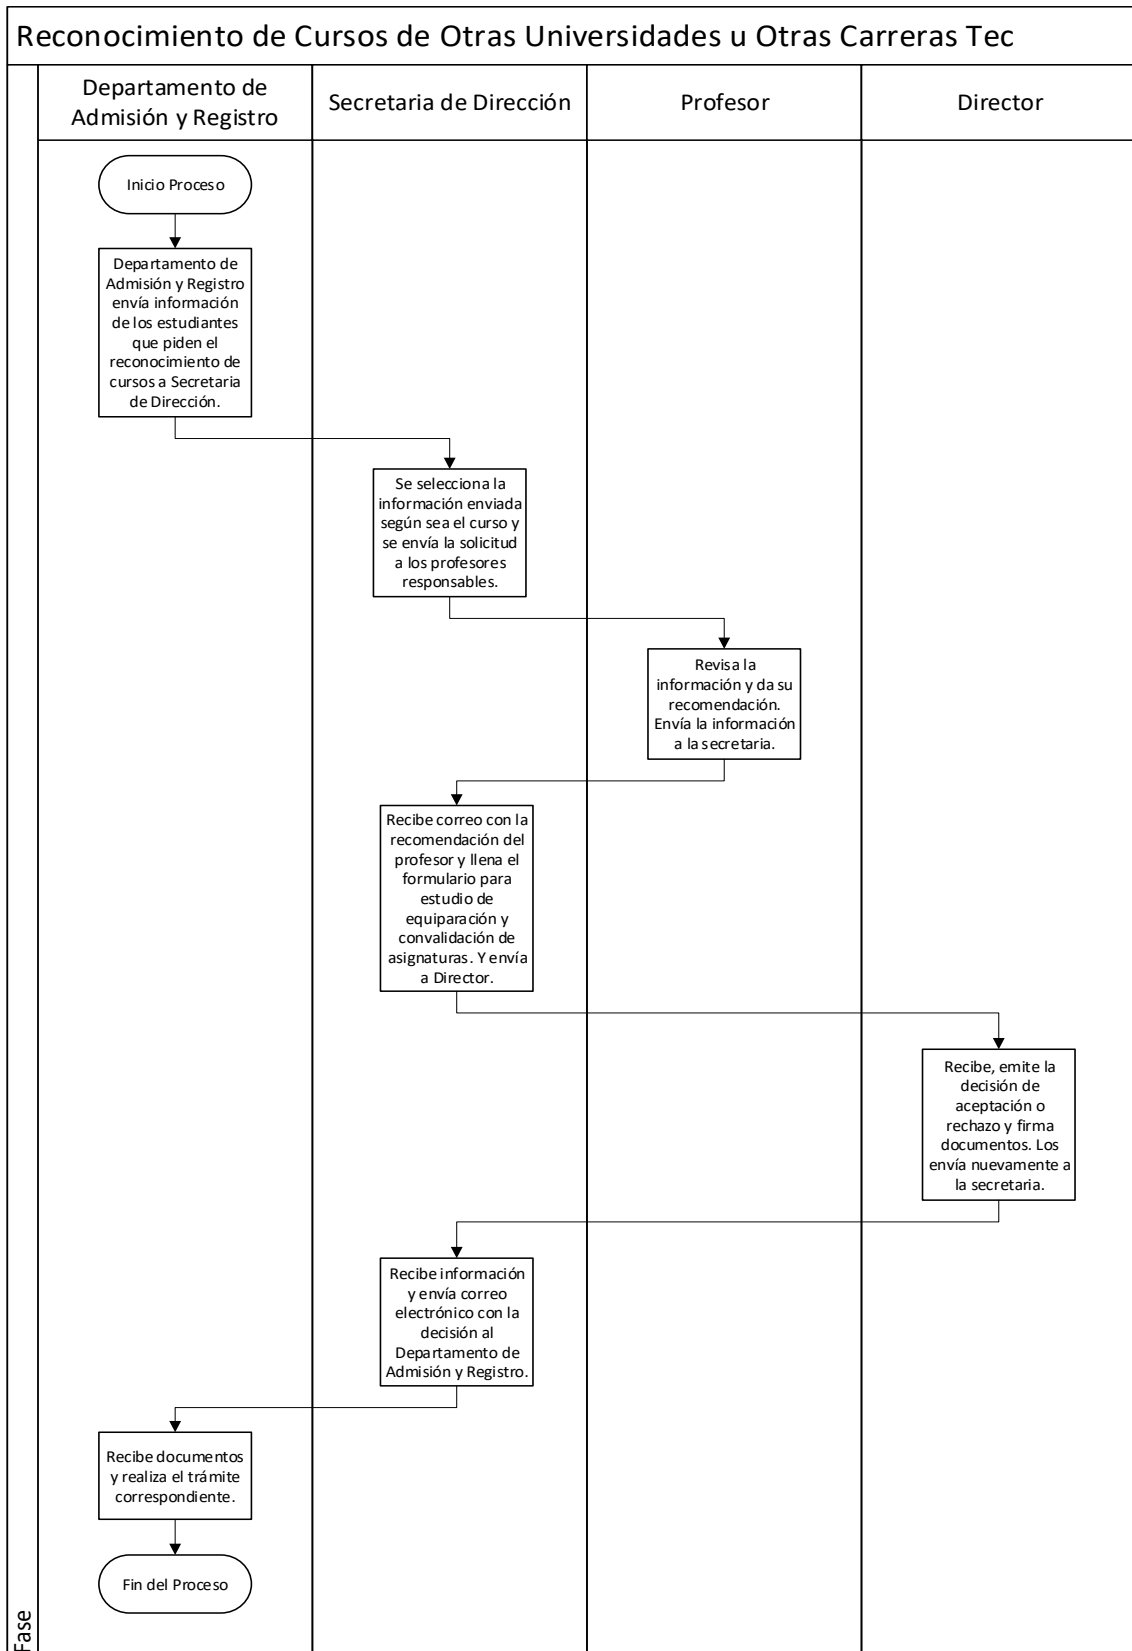 Reconocimiento de Cursos de Otras Universidades u Otras Carreras Tec
Departamento de
Admisión y Registro
Secretaria de Dirección
Profesor
Director
Inicio Proceso
Departamento de
Admisión y Registro
envía información
de los estudiantes
que piden el
reconocimiento de
cursos a Secretaria
de Dirección.
Se selecciona la
información enviada
según sea el curso y
se envía la solicitud
a los profesores
responsables.
Revisa la
información y da su
recomendación.
Envía la información
a la secretaria.
Recibe correo con la
recomendación del
profesor y llena el
formulario para
estudio de
equiparación y
convalidación de
asignaturas. Y envía
a Director.
Recibe, emite la
decisión de
aceptación o
rechazo y firma
documentos. Los
envía nuevamente a
la secretaria.
Recibe información
y envía correo
electrónico con la
decisión al
Departamento de
Admisión y Registro.
Recibe documentos
y realiza el trámite
correspondiente.
Fin del Proceso
Fase